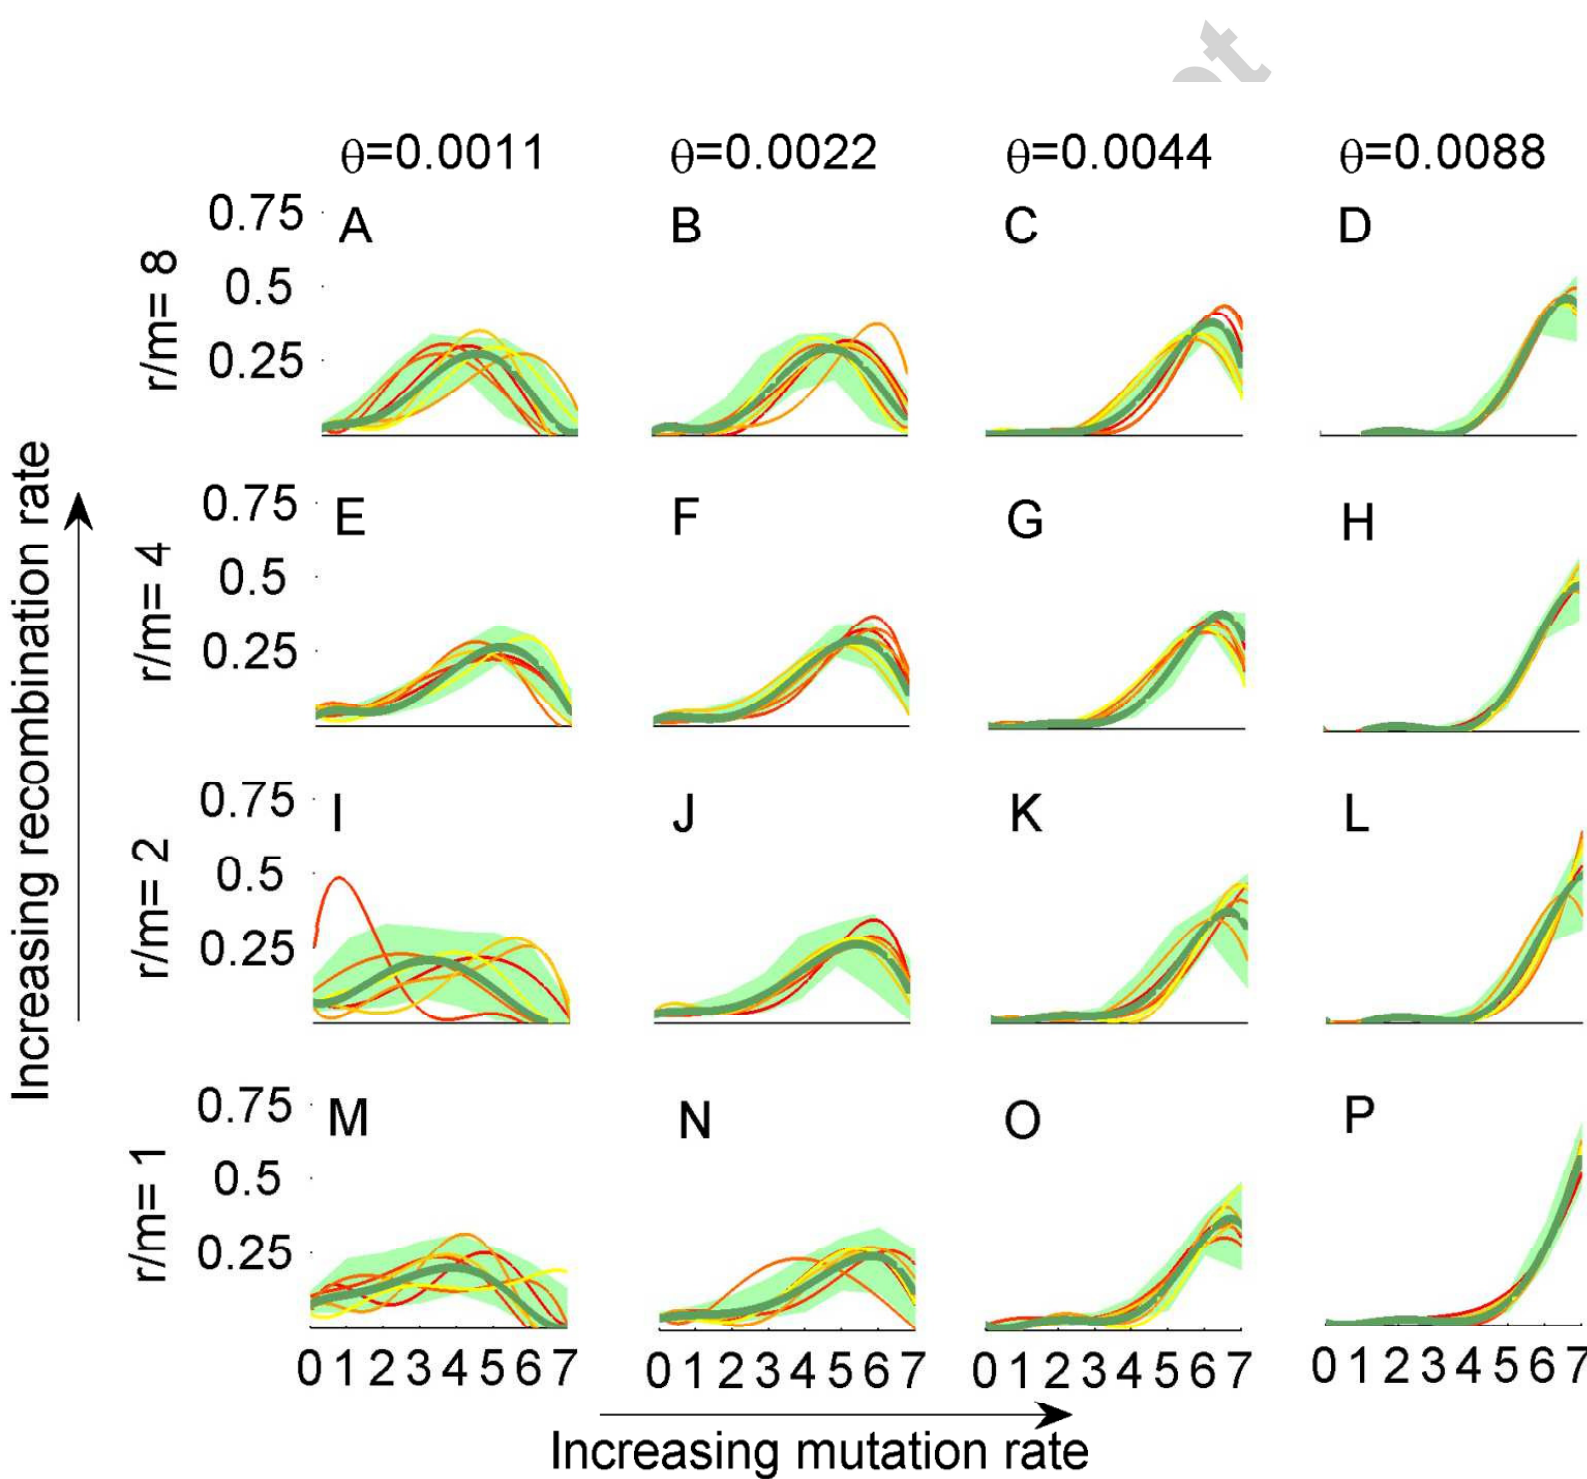 ot
θ=0.0011 θ=0.0022 θ=0.0044 θ=0.0088
r/m= 8
0.75 A B C D
0.5
0.25
Increasing recombination rate
r/m= 4
0.75 E F G H
0.5
0.25
r/m= 2
0.75 I J K L
0.5
0.25
r/m= 1
0.75 M N O P
0.5
0.25
0 1 2 3 4 5 6 7 0 1 2 3 4 5 6 7 0 1 2 3 4 5 6 7 0 1 2 3 4 5 6 7
Increasing mutation rate